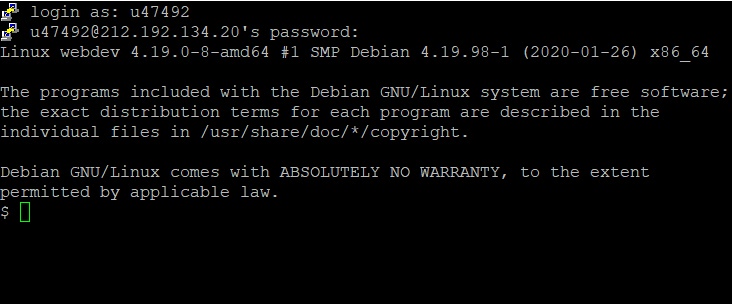 login as: u47492
u47492@212.192.134.20's password:
Linux webdev 4.19.0-8-amd64 #1 SMP Debian 4.19.98-1 (2020-01-26) x86_64
The programs included with the Debian GNU/Linux system are free software;
the exact distribution terms for each program are described in the
individual files in /usr/share/doc/*/copyright.
Debian GNU/Linux comes with ABSOLUTELY NO WARRANTY, to the extent
permitted by applicable law.
$